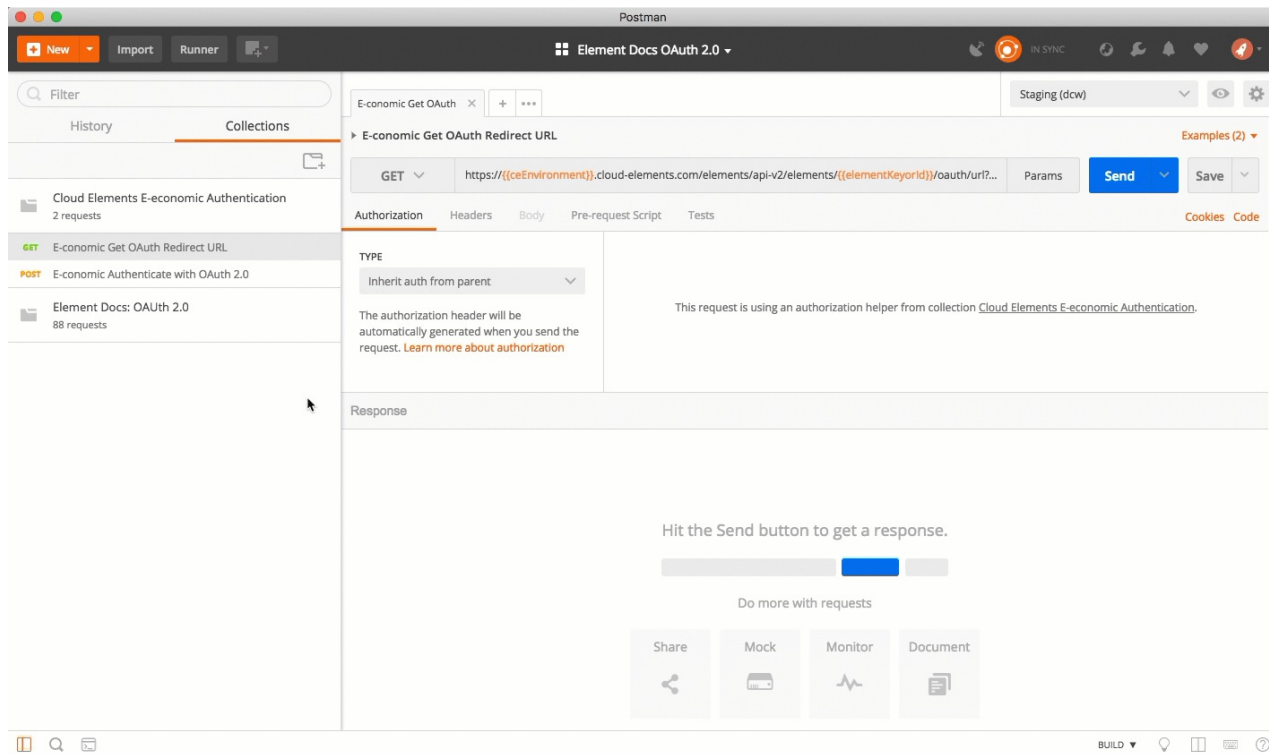 Postman
New
Import
Runner
Element Docs OAuth 2.0
IN SYNC
Filter
History
Collections
Cloud Elements E-economic Authentication
2 requests
GET E-conomic Get OAuth Redirect URL
POST E-conomic Authenticate with OAuth 2.0
Element Docs: OAUth 2.0
88 requests
E-conomic Get OAuth
Staging (dcw)
E-conomic Get OAuth Redirect URL
Examples (2)
GET
https://{{ceEnvironment}}.cloud-elements.com/elements/api-v2/elements/{{elementKeyorId}}/oauth/url?...
Params
Send
Save
Authorization
Headers
Body
Pre-request Script
Tests
Cookies
Code
TYPE
Inherit auth from parent
The authorization header will be
automatically generated when you send the
request. Learn more about authorization
This request is using an authorization helper from collection Cloud Elements E-economic Authentication.
Response
Hit the Send button to get a response.
Do more with requests
Share
Mock
Monitor
Document
BUILD